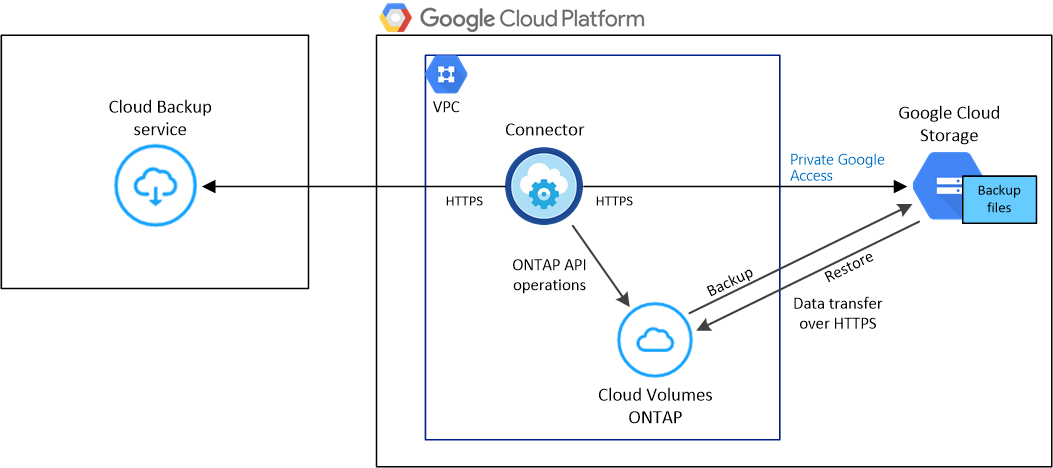 Google Cloud Platform
VPC
Cloud Backup
service
Connector
Google Cloud
Storage
Private Google
Access
Backup
files
HTTPS
HTTPS
ONTAP API
operations
Backup
Restore
Data transfer
over HTTPS
Cloud Volumes
ONTAP